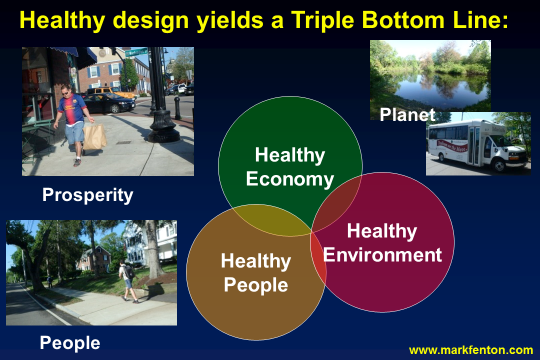 Healthy design yields a Triple Bottom Line:
Planet
Prosperity
Healthy
Economy
Healthy
Environment
Healthy
People
People
www.markfenton.com